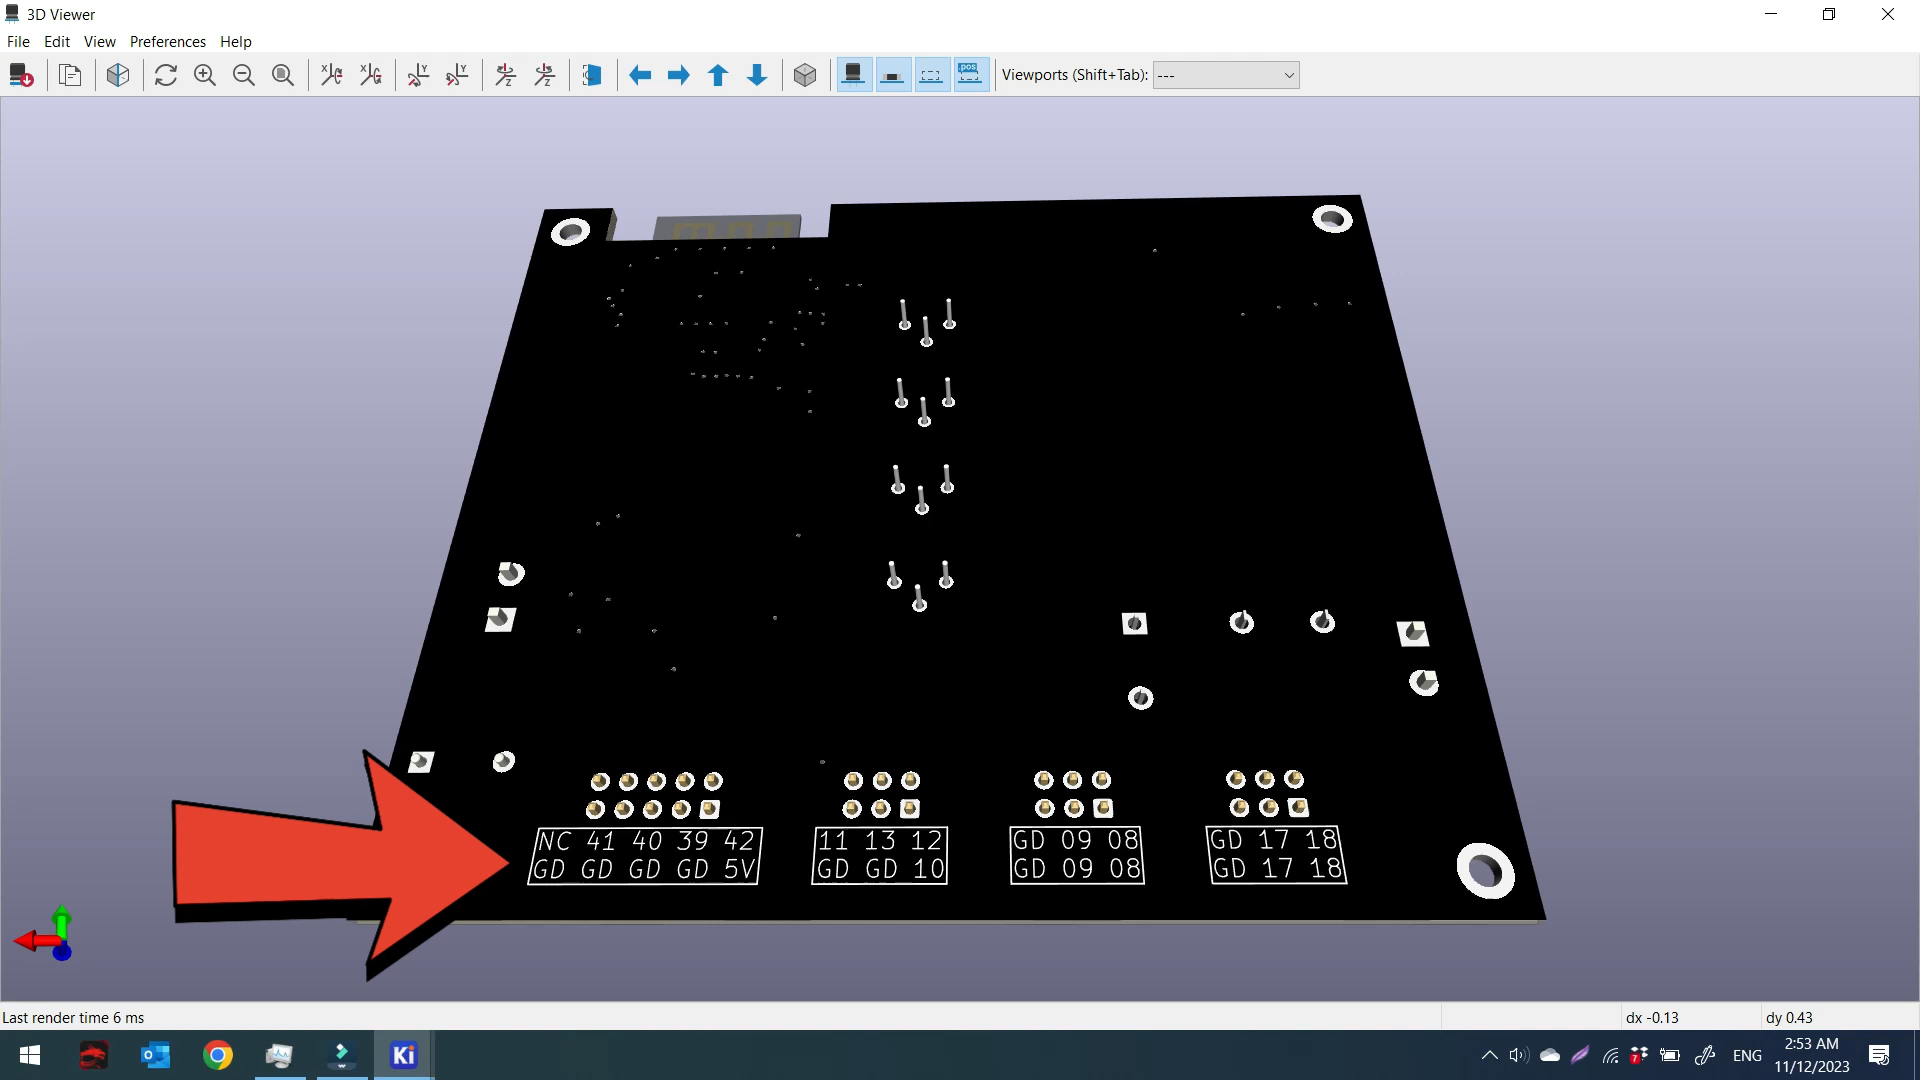 3D Viewer
File Edit View Preferences Help
Viewports (Shift+Tab): ---
NC 41 40 39 42
GD GD GD GD 5V
11 13 12
GD GD 10
GD 09 08
GD 09 08
GD 17 18
GD 17 18
Last render time 6 ms
dx -0.13
dy 0.43
Ki
7
ENG
2:53 AM
11/12/2023